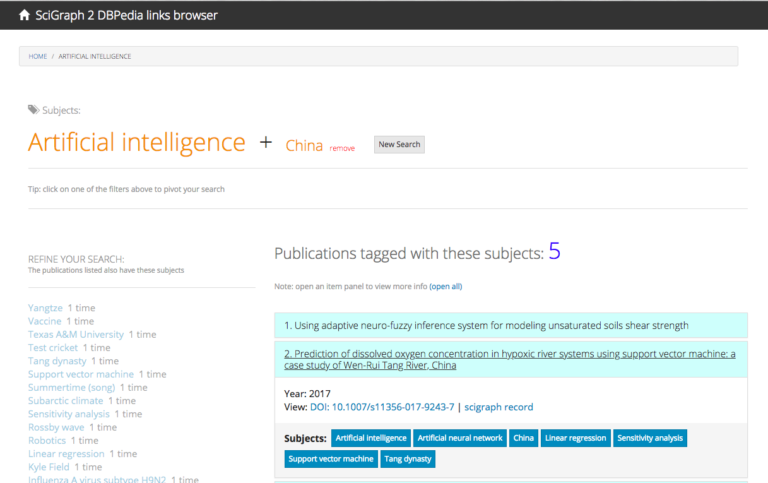 SciGraph 2 DBPedia links browser
HOME / ARTIFICIAL INTELLIGENCE
Subjects:
Artificial intelligence + China remove New Search
Tip: click on one of the filters above to pivot your search
REFINE YOUR SEARCH:
The publications listed also have these subjects
Yangtze 1 time
Vaccine 1 time
Texas A&M University 1 time
Test cricket 1 time
Tang dynasty 1 time
Support vector machine 1 time
Summertime (song) 1 time
Subarctic climate 1 time
Sensitivity analysis 1 time
Rossby wave 1 time
Robotics 1 time
Linear regression 1 time
Kyle Field 1 time
Influenza A virus subtype H9N2 1 time
Publications tagged with these subjects: 5
Note: open an item panel to view more info (open all)
1. Using adaptive neuro-fuzzy inference system for modeling unsaturated soils shear strength
2. Prediction of dissolved oxygen concentration in hypoxic river systems using support vector machine: a
case study of Wen-Rui Tang River, China
Year: 2017
View: DOI: 10.1007/s11356-017-9243-7 | scigraph record
Subjects: Artificial intelligence Artificial neural network China Linear regression Sensitivity analysis
Support vector machine Tang dynasty